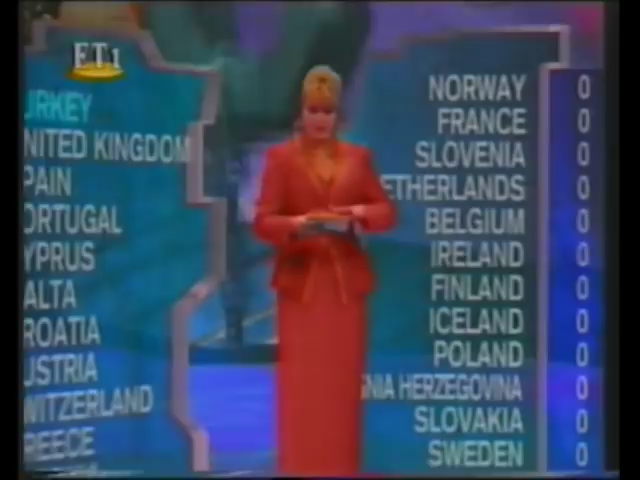 ET1
URKEY
NITED KINGDOM
PAIN
ORTUGAL
YPRUS
ALTA
ROATIA
USTRIA
WITZERLAND
REECE
NORWAY 0
FRANCE 0
SLOVENIA 0
ETHERLANDS 0
BELGIUM 0
IRELAND 0
FINLAND 0
ICELAND 0
POLAND 0
NIA HERZEGOVINA 0
SLOVAKIA 0
SWEDEN 0